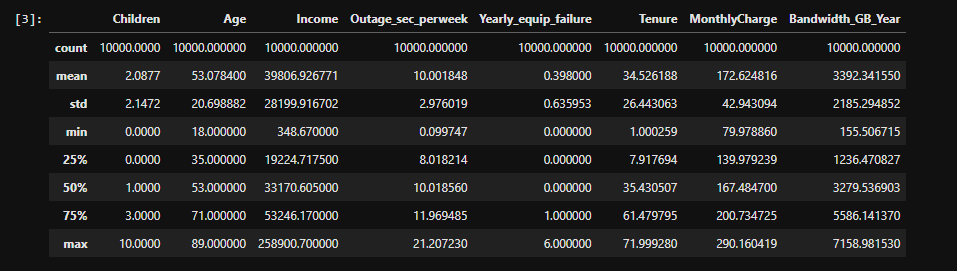 [3]: Children Age Income Outage_sec_perweek Yearly_equip_failure Tenure MonthlyCharge Bandwidth_GB_Year
count 10000.0000 10000.000000 10000.000000 10000.000000 10000.000000 10000.000000 10000.000000 10000.000000
mean 2.0877 53.078400 39806.926771 10.001848 0.398000 34.526188 172.624816 3392.341550
std 2.1472 20.698882 28199.916702 2.976019 0.635953 26.443063 42.943094 2185.294852
min 0.0000 18.000000 348.670000 0.099747 0.000000 1.000259 79.978860 155.506715
25% 0.0000 35.000000 19224.717500 8.018214 0.000000 7.917694 139.979239 1236.470827
50% 1.0000 53.000000 33170.605000 10.018560 0.000000 35.430507 167.484700 3279.536903
75% 3.0000 71.000000 53246.170000 11.969485 1.000000 61.479795 200.734725 5586.141370
max 10.0000 89.000000 258900.700000 21.207230 6.000000 71.999280 290.160419 7158.981530